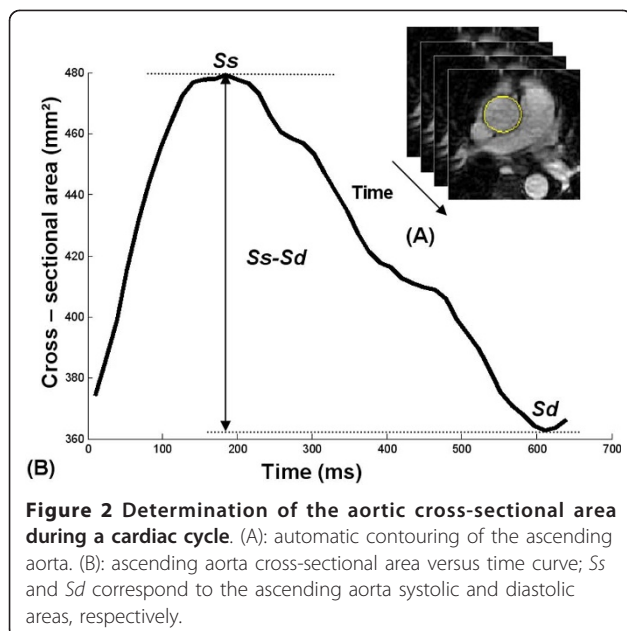 Ss
480
460
440
420
400
380
360
Cross – sectional area (mm²)
Time
(A)
Ss-Sd
Sd
0
100
200
300
400
500
600
700
(B)
Time (ms)
Figure 2 Determination of the aortic cross-sectional area
during a cardiac cycle. (A): automatic contouring of the ascending
aorta. (B): ascending aorta cross-sectional area versus time curve; Ss
and Sd correspond to the ascending aorta systolic and diastolic
areas, respectively.